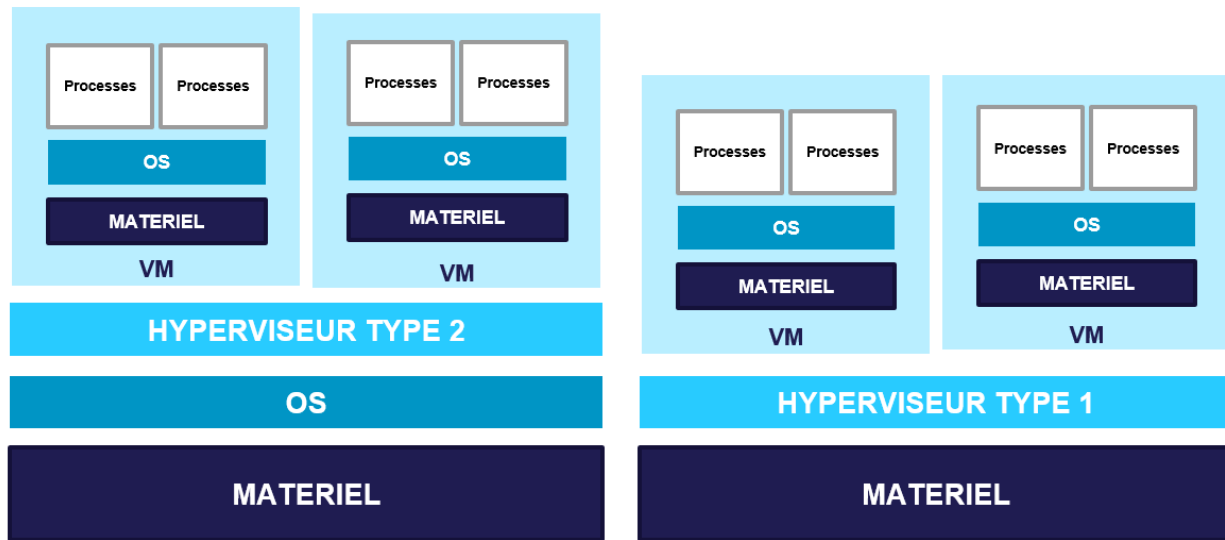 Processes
Processes
OS
MATERIEL
VM
Processes
Processes
OS
MATERIEL
VM
HYPERVISEUR TYPE 2
OS
MATERIEL
Processes
Processes
OS
MATERIEL
VM
Processes
Processes
OS
MATERIEL
VM
HYPERVISEUR TYPE 1
MATERIEL